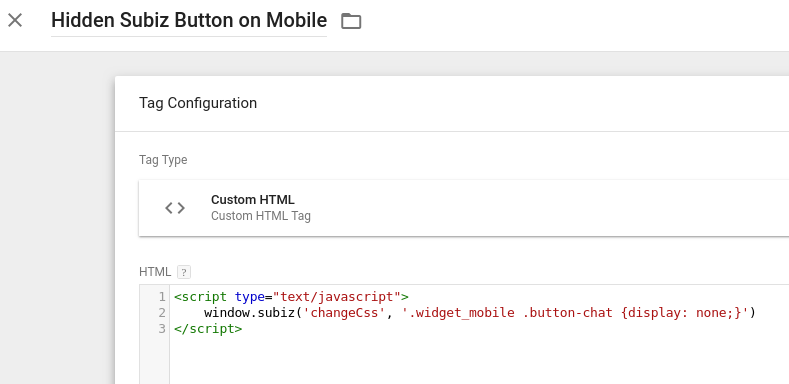 Hidden Subiz Button on Mobile
Tag Configuration
Tag Type
Custom HTML
Custom HTML Tag
HTML ?
1 <script type="text/javascript">
2     window.subiz('changeCss', '.widget_mobile .button-chat {display: none;}')
3 </script>